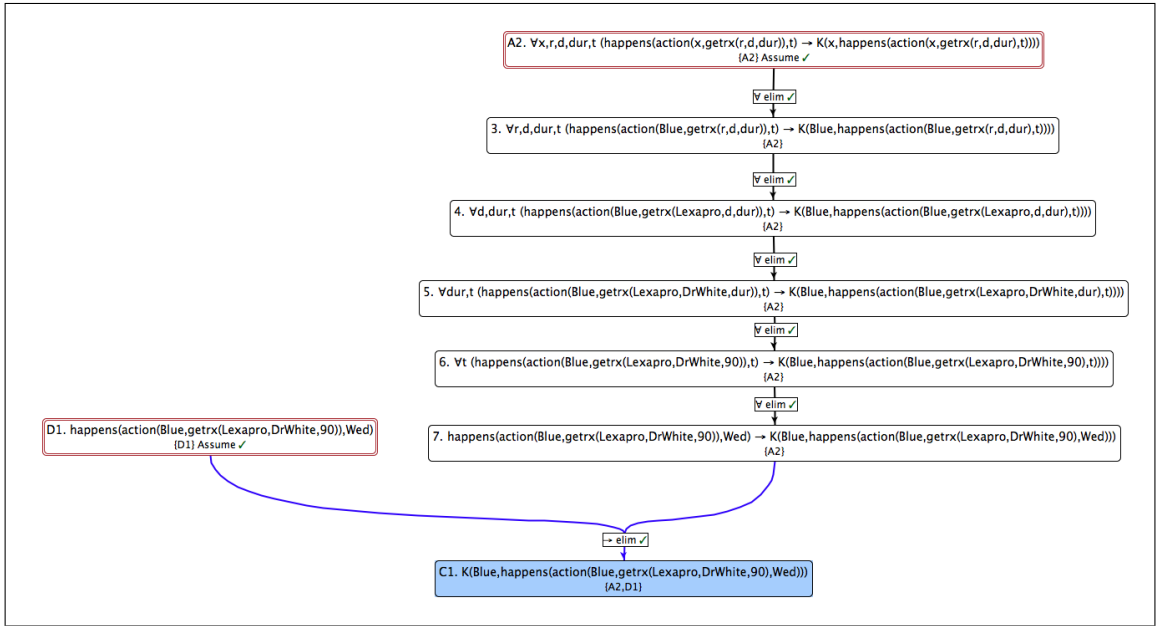 A2. ∀x,r,d,dur,t (happens(action(x,getrx(r,d,dur)),t) → K(x,happens(action(x,getrx(r,d,dur),t))))
{A2} Assume ✓
∀ elim ✓
3. ∀r,d,dur,t (happens(action(Blue,getrx(r,d,dur)),t) → K(Blue,happens(action(Blue,getrx(r,d,dur),t))))
{A2}
∀ elim ✓
4. ∀d,dur,t (happens(action(Blue,getrx(Lexapro,d,dur)),t) → K(Blue,happens(action(Blue,getrx(Lexapro,d,dur),t))))
{A2}
∀ elim ✓
5. ∀dur,t (happens(action(Blue,getrx(Lexapro,DrWhite,dur)),t) → K(Blue,happens(action(Blue,getrx(Lexapro,DrWhite,dur),t))))
{A2}
∀ elim ✓
6. ∀t (happens(action(Blue,getrx(Lexapro,DrWhite,90)),t) → K(Blue,happens(action(Blue,getrx(Lexapro,DrWhite,90),t))))
{A2}
∀ elim ✓
D1. happens(action(Blue,getrx(Lexapro,DrWhite,90)),Wed)
{D1} Assume ✓
7. happens(action(Blue,getrx(Lexapro,DrWhite,90)),Wed) → K(Blue,happens(action(Blue,getrx(Lexapro,DrWhite,90),Wed)))
{A2}
→ elim ✓
C1. K(Blue,happens(action(Blue,getrx(Lexapro,DrWhite,90),Wed)))
{A2,D1}